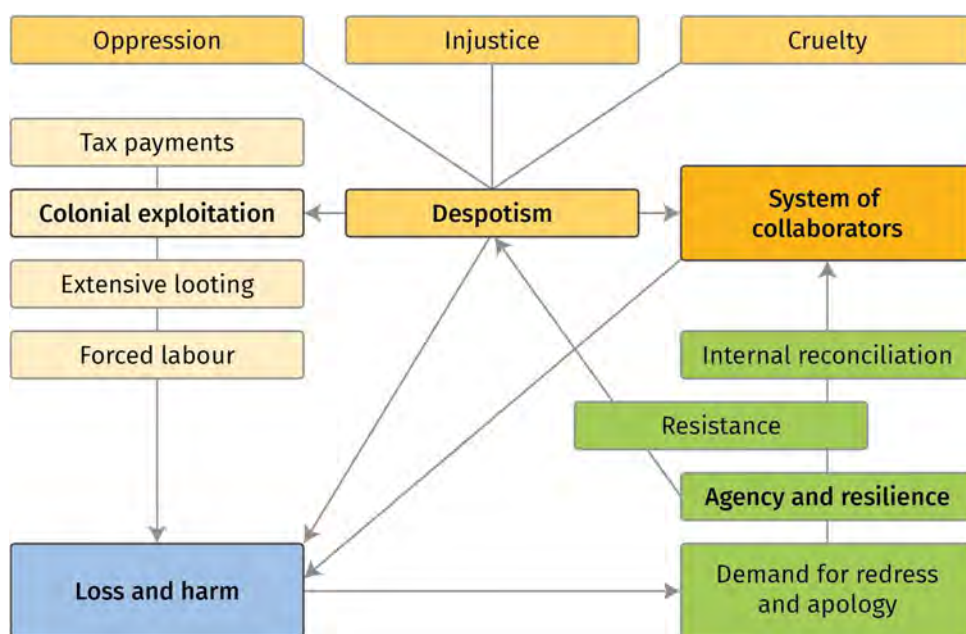 Oppression
Injustice
Cruelty
Tax payments
Colonial exploitation
Despotism
System of
collaborators
Extensive looting
Forced labour
Internal reconciliation
Resistance
Agency and resilience
Loss and harm
Demand for redress
and apology